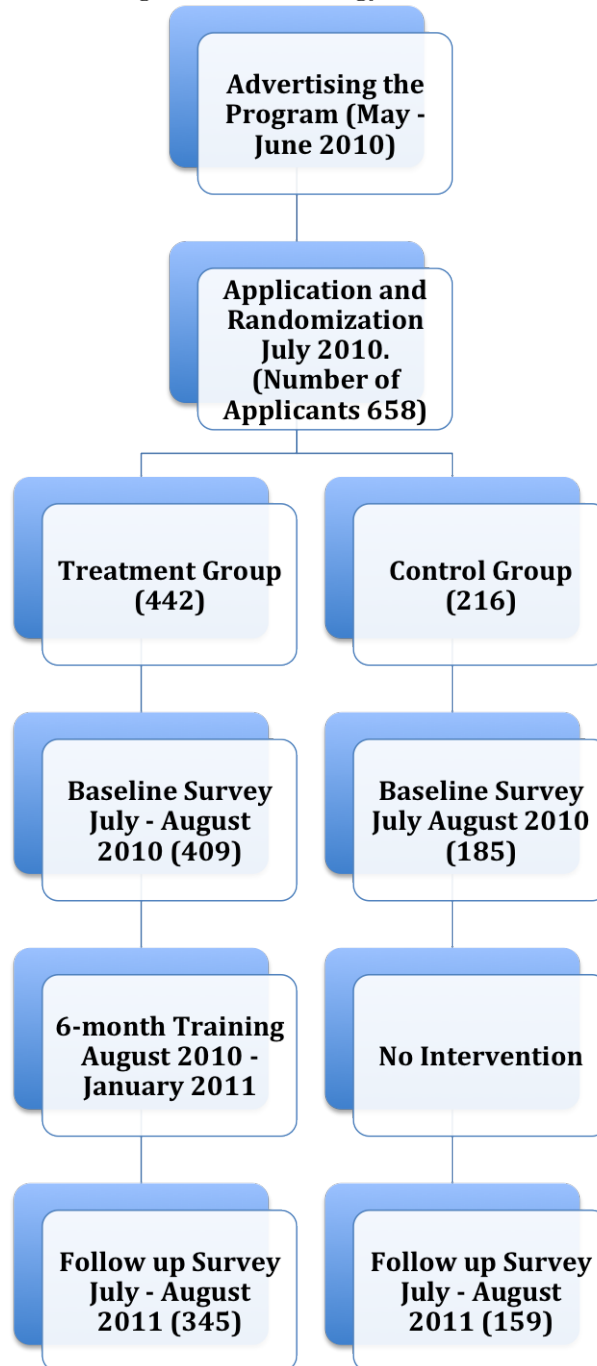 Advertising the
Program (May -
June 2010)
Application and
Randomization
July 2010.
(Number of
Applicants 658)
Treatment Group
(442)
Control Group
(216)
Baseline Survey
July - August
2010 (409)
Baseline Survey
July August 2010
(185)
6-month Training
August 2010 -
January 2011
No Intervention
Follow up Survey
July - August
2011 (345)
Follow up Survey
July - August
2011 (159)